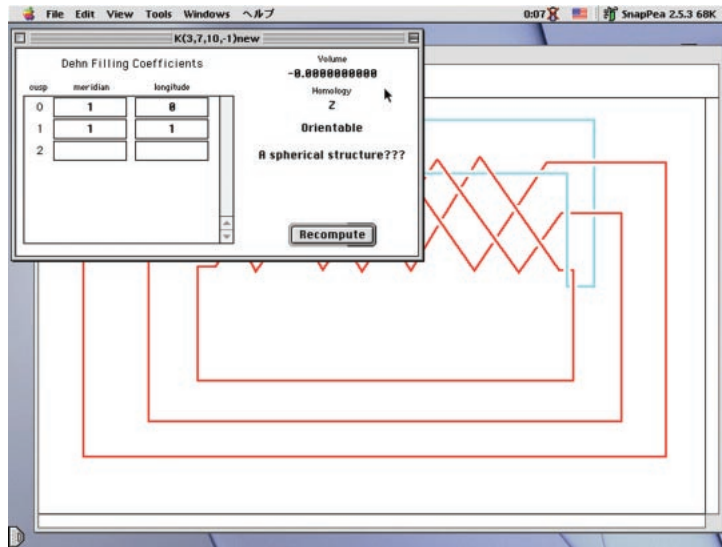 File Edit View Tools Windows ヘルプ 0:07 SnapPea 2.5.3 68K
K(3,7,10,-1)new
Dehn Filling Coefficients
cusp meridian longitude
0 1 0
1 1 1
2
Volume
-0.0000000000
Homology
Z
Orientable
A spherical structure???
Recompute